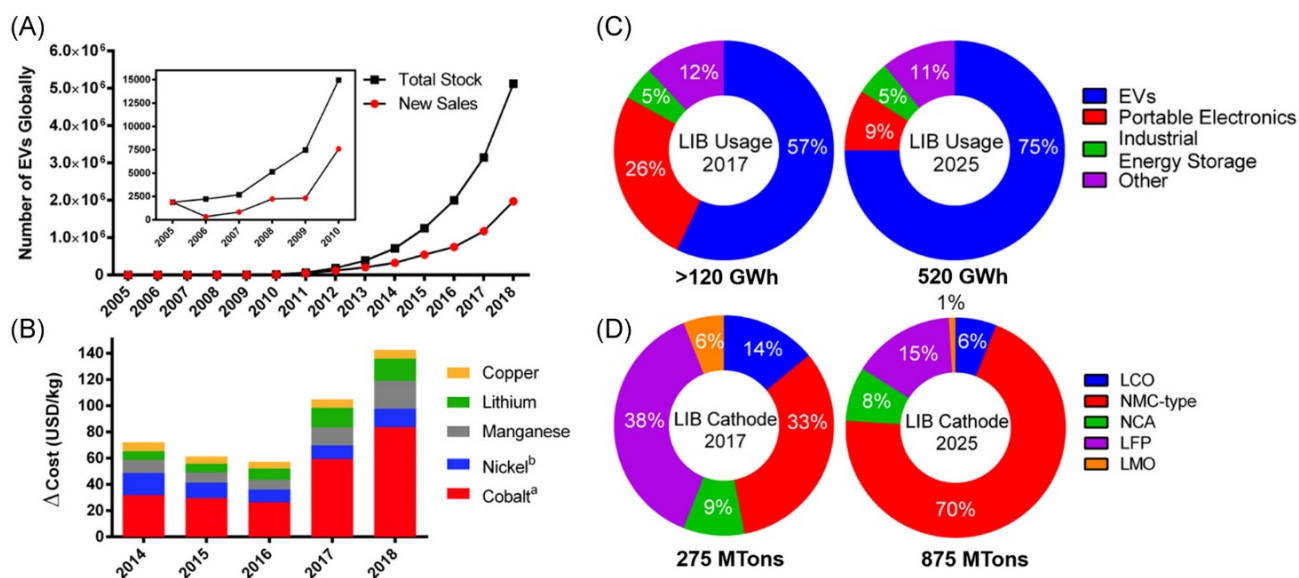 (A)
Number of EVs Globally
6.0×10⁶
5.0×10⁶
4.0×10⁶
3.0×10⁶
2.0×10⁶
1.0×10⁶
0
15000
12500
10000
7500
5000
2500
0
2005
2006
2007
2008
2009
2010
Total Stock
New Sales
2005
2006
2007
2008
2009
2010
2011
2012
2013
2014
2015
2016
2017
2018
(B)
Δ Cost (USD/kg)
140
120
100
80
60
40
20
0
Copper
Lithium
Manganese
Nickelᵇ
Cobaltᵃ
2014
2015
2016
2017
2018
(C)
12%
5%
26%
57%
LIB Usage
2017
>120 GWh
11%
5%
9%
75%
LIB Usage
2025
520 GWh
EVs
Portable Electronics
Industrial
Energy Storage
Other
(D)
6%
14%
38%
33%
9%
LIB Cathode
2017
275 MTons
1%
6%
15%
8%
70%
LIB Cathode
2025
875 MTons
LCO
NMC-type
NCA
LFP
LMO